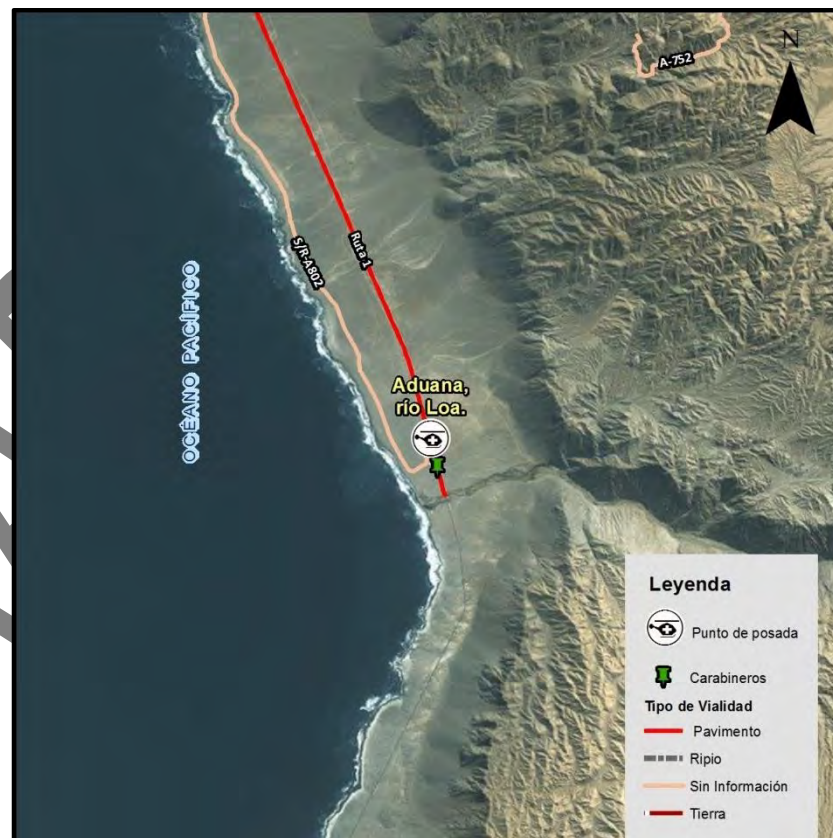 N
A-752
Ruta 1
S/R-A802
OCÉANO PACÍFICO
Aduana,
río Loa.
Leyenda
Punto de posada
Carabineros
Tipo de Vialidad
Pavimento
Ripio
Sin Información
Tierra